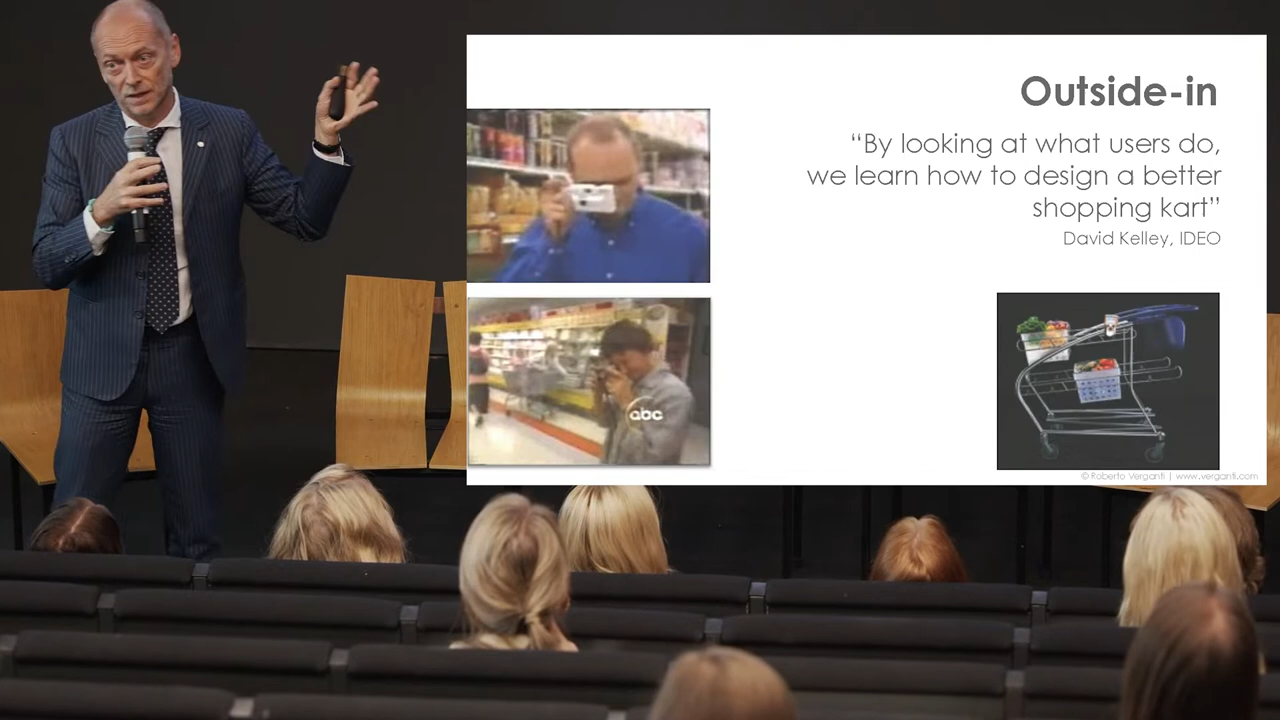 Outside-in
“By looking at what users do,
we learn how to design a better
shopping kart”
David Kelley, IDEO
abc
© Roberto Verganti | www.verganti.com